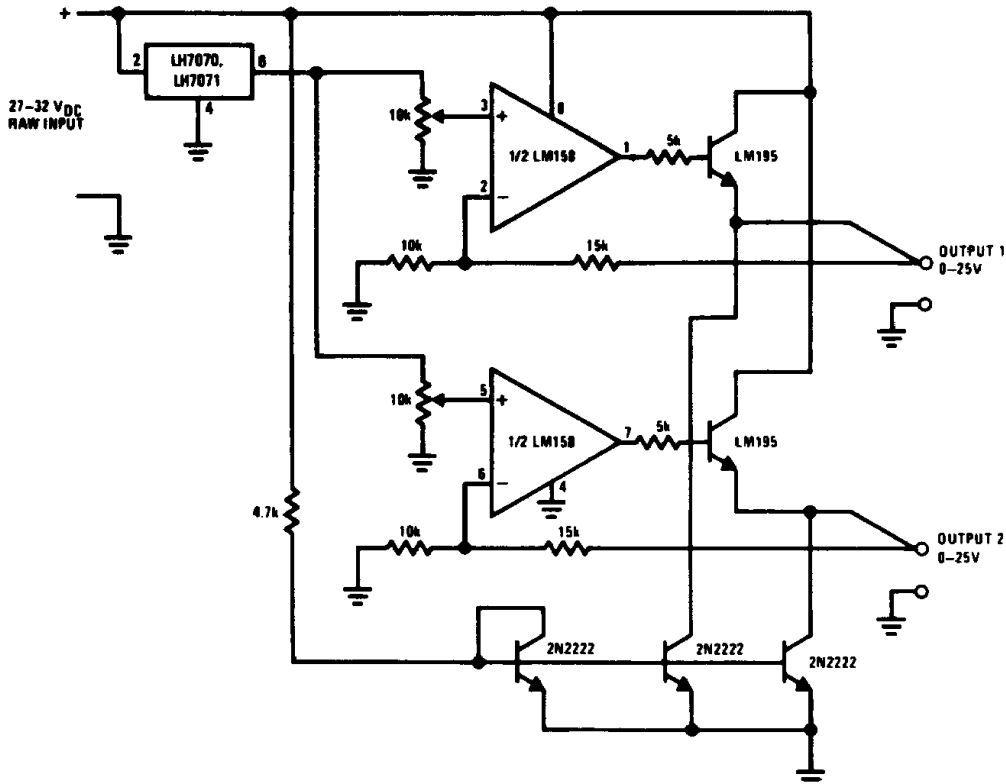 +
2
LH7070,
LH7071
6
4
27–32 VDC
RAW INPUT
10k
3
+
8
1/2 LM158
1
5k
LM195
2
−
10k
15k
OUTPUT 1
0–25V
10k
5
+
1/2 LM158
7
5k
LM195
6
−
4
4.7k
10k
15k
OUTPUT 2
0–25V
2N2222
2N2222
2N2222